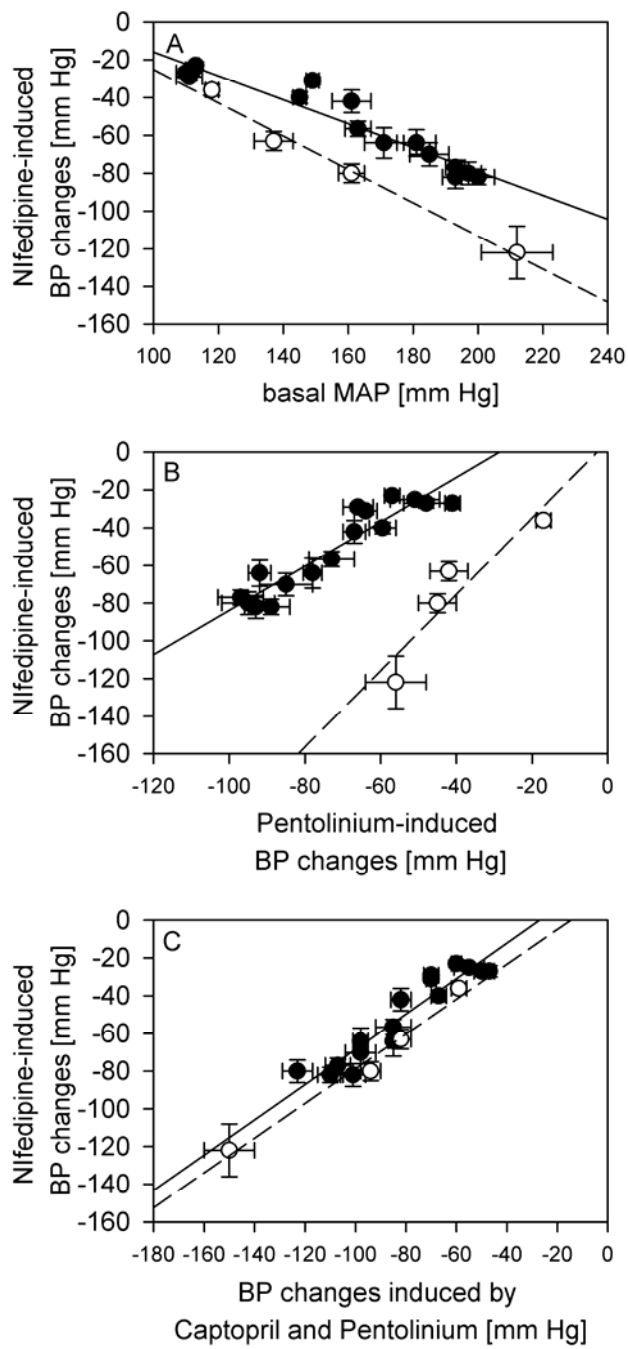 A
NIfedipine-induced
BP changes [mm Hg]
0
-20
-40
-60
-80
-100
-120
-140
-160
100 120 140 160 180 200 220 240
basal MAP [mm Hg]
B
NIfedipine-induced
BP changes [mm Hg]
0
-20
-40
-60
-80
-100
-120
-140
-160
-120 -100 -80 -60 -40 -20 0
Pentolinium-induced
BP changes [mm Hg]
C
NIfedipine-induced
BP changes [mm Hg]
0
-20
-40
-60
-80
-100
-120
-140
-160
-180 -160 -140 -120 -100 -80 -60 -40 -20 0
BP changes induced by
Captopril and Pentolinium [mm Hg]